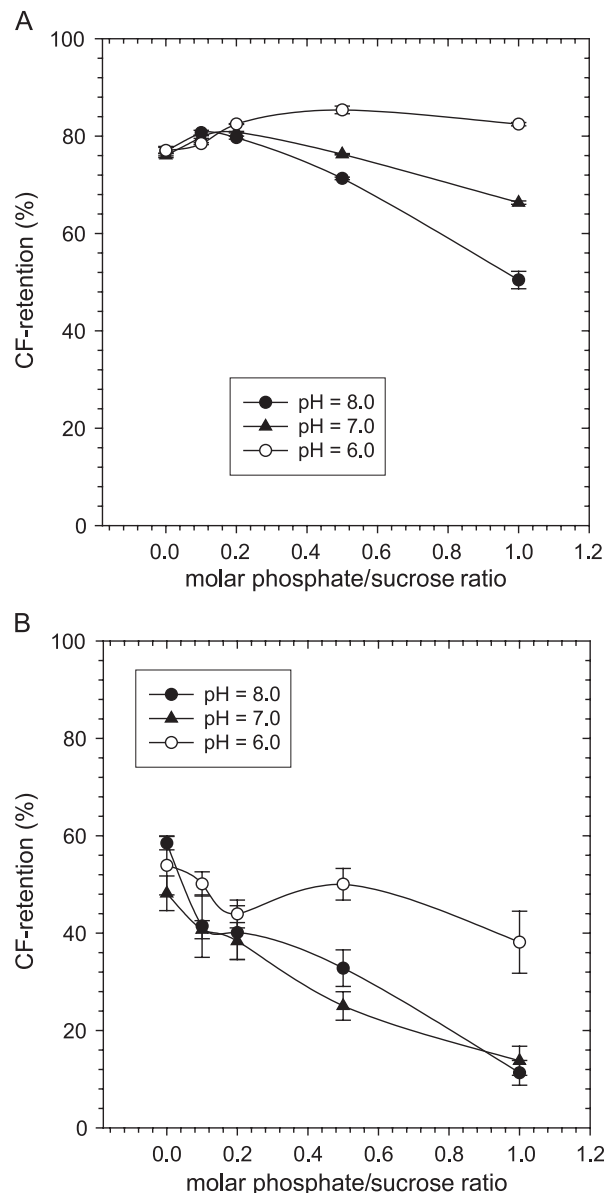 A
100
80
60
40
20
0
CF-retention (%)
pH = 8.0
pH = 7.0
pH = 6.0
0.0 0.2 0.4 0.6 0.8 1.0 1.2
molar phosphate/sucrose ratio
B
100
80
60
40
20
0
CF-retention (%)
pH = 8.0
pH = 7.0
pH = 6.0
0.0 0.2 0.4 0.6 0.8 1.0 1.2
molar phosphate/sucrose ratio